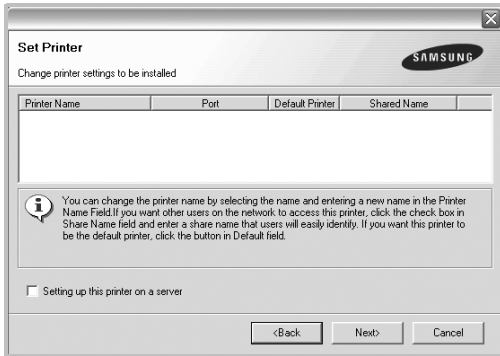 Set Printer
SAMSUNG
Change printer settings to be installed
Printer Name Port Default Printer Shared Name
You can change the printer name by selecting the name and entering a new name in the Printer
Name Field.If you want other users on the network to access this printer, click the check box in
Share Name field and enter a share name that users will easily identify. If you want this printer to
be the default printer, click the button in Default field.
Setting up this printer on a server
<Back Next> Cancel